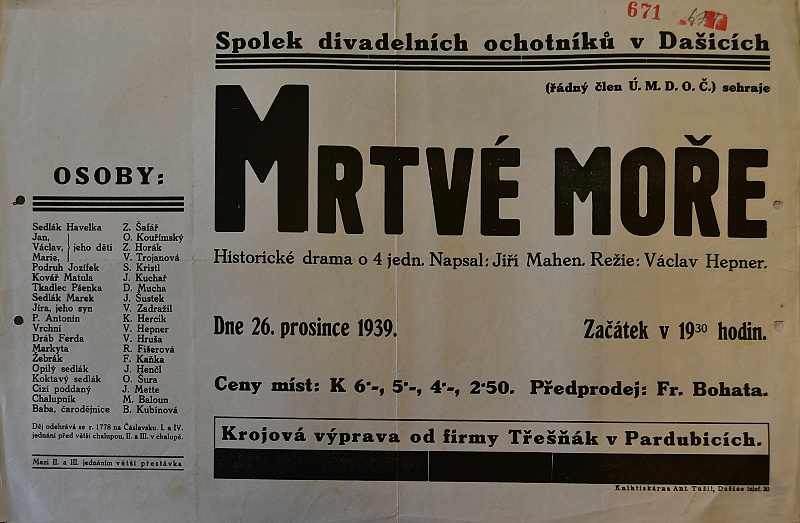 671
Spolek divadelních ochotníků v Dašicích
(řádný člen Ú. M. D. O. Č.) sehraje
MRTVÉ MOŘE
Historické drama o 4 jedn. Napsal: Jiří Mahen. Režie: Václav Hepner.
Dne 26. prosince 1939. Začátek v 19³⁰ hodin.
Ceny míst: K 6·-, 5·-, 4·-, 2·50. Předprodej: Fr. Bohata.
Krojová výprava od firmy Třešňák v Pardubicích.
Knihtiskárna Ant. Tužil, Dašice telef. 20
OSOBY:
Sedlák Havelka Z. Šafář
Jan, O. Kouřimský
Václav, jeho děti Z. Horák
Marie, V. Trojanová
Podruh Jozífek S. Kristl
Kovář Matula J. Kuchař
Tkadlec Pšenka D. Mucha
Sedlák Marek J. Šustek
Jíra, jeho syn V. Zadražil
P. Antonín K. Hercik
Vrchní V. Hepner
Dráb Ferda V. Hruša
Markyta R. Fišerová
Žebrák F. Kaňka
Opilý sedlák J. Henčl
Koktavý sedlák O. Šura
Cizí poddaný J. Mette
Chalupník M. Baloun
Baba, čarodějnice B. Kubínová
Děj odehrává se r. 1778 na Čáslavsku. I. a IV.
jednání před větší chalupou, II. a III. v chalupě.
Mezi II. a III. jednáním větší přestávka